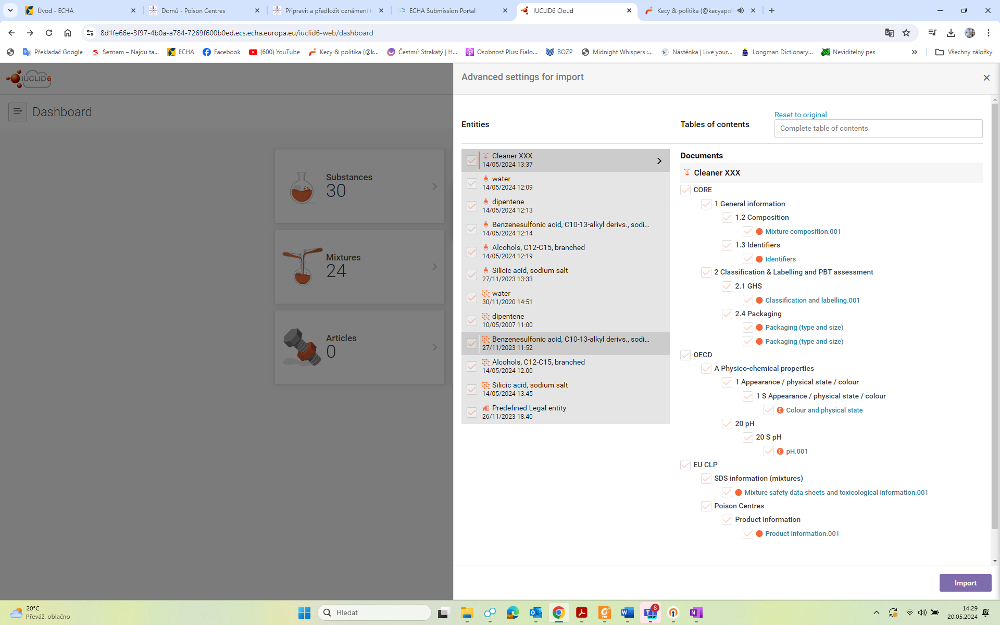 Úvod - ECHA
Domů - Poison Centres
Připravit a předložit oznámení t
ECHA Submission Portal
IUCLID6 Cloud
Kecy & politika (@kecyapol
8d1fe66e-3f97-4b0a-a784-7269f600b0ed.ecs.echa.europa.eu/iuclid6-web/dashboard
Překladač Google
Seznam – Najdu ta...
ECHA
Facebook
(600) YouTube
Kecy & politika (@k...
Čestmír Strakatý | H...
Osobnost Plus: Fialo...
BOZP
Midnight Whispers :...
Nástěnka | Live your...
Longman Dictionary...
Neviditelný pes
Všechny záložky
IUCLID6
Advanced settings for import
Dashboard
Substances
30
Mixtures
24
Articles
0
Entities
Tables of contents
Reset to original
Complete table of contents
Cleaner XXX
14/05/2024 13:37
water
14/05/2024 12:09
dipentene
14/05/2024 12:13
Benzenesulfonic acid, C10-13-alkyl derivs., sodi...
14/05/2024 12:14
Alcohols, C12-C15, branched
14/05/2024 12:19
Silicic acid, sodium salt
27/11/2023 13:33
water
30/11/2020 14:51
dipentene
10/05/2007 11:00
Benzenesulfonic acid, C10-13-alkyl derivs., sodi...
27/11/2023 11:52
Alcohols, C12-C15, branched
14/05/2024 12:00
Silicic acid, sodium salt
14/05/2024 13:45
Predefined Legal entity
26/11/2023 18:40
Documents
Cleaner XXX
CORE
1 General information
1.2 Composition
Mixture composition.001
1.3 Identifiers
Identifiers
2 Classification & Labelling and PBT assessment
2.1 GHS
Classification and labelling.001
2.4 Packaging
Packaging (type and size)
Packaging (type and size)
OECD
A Physico-chemical properties
1 Appearance / physical state / colour
1 S Appearance / physical state / colour
Colour and physical state
20 pH
20 S pH
pH.001
EU CLP
SDS information (mixtures)
Mixture safety data sheets and toxicological information.001
Poison Centres
Product information
Product information.001
Import
20°C
Převáž. oblačno
Hledat
8
NEW
14:29
20.05.2024